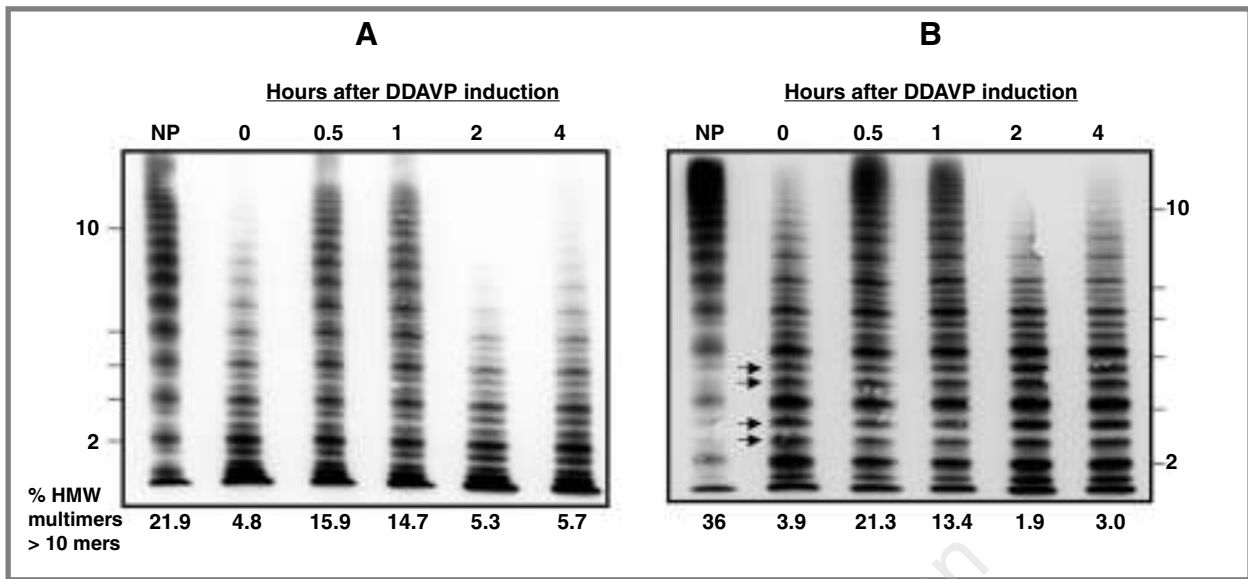 A
B
Hours after DDAVP induction
Hours after DDAVP induction
NP 0 0.5 1 2 4
NP 0 0.5 1 2 4
10
10
2
2
% HMW
multimers
> 10 mers
21.9 4.8 15.9 14.7 5.3 5.7
36 3.9 21.3 13.4 1.9 3.0